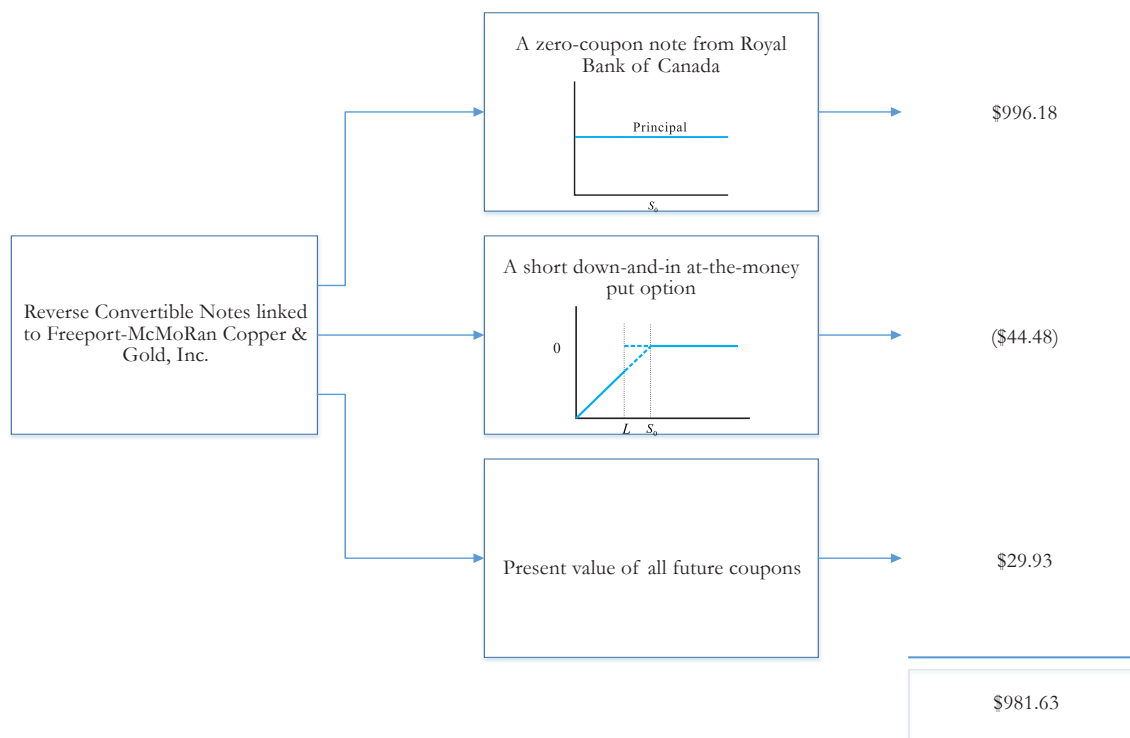 A zero-coupon note from Royal
Bank of Canada
Principal
S₀
$996.18
Reverse Convertible Notes linked
to Freeport-McMoRan Copper &
Gold, Inc.
A short down-and-in at-the-money
put option
0
L S₀
($44.48)
Present value of all future coupons
$29.93
$981.63